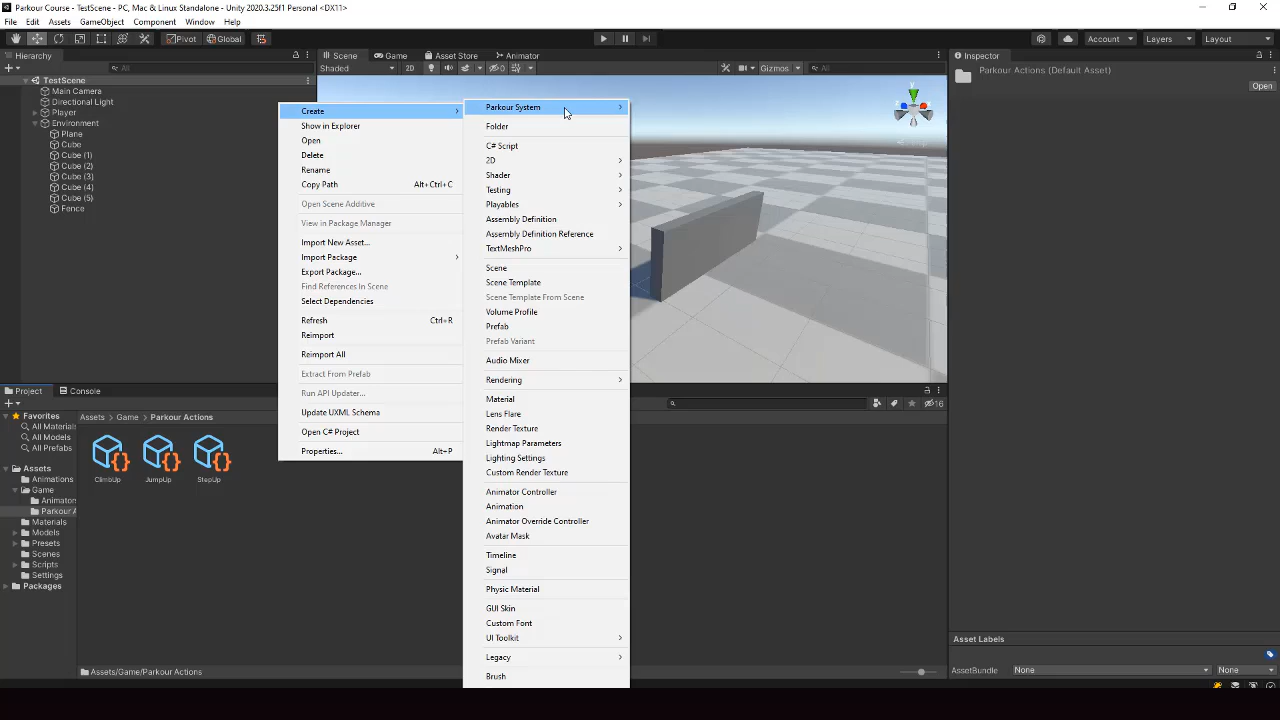 Parkour Course - TestScene - PC, Mac & Linux Standalone - Unity 2020.3.25f1 Personal <DX11>
File Edit Assets GameObject Component Window Help
Pivot Global Account Layers Layout
Hierarchy
Scene Game Asset Store Animator
Inspector
All
Shaded 2D 0 Gizmos All
Parkour Actions (Default Asset)
Open
TestScene
Main Camera
Directional Light
Player
Environment
Plane
Cube
Cube (1)
Cube (2)
Cube (3)
Cube (4)
Cube (5)
Fence
Create
Show in Explorer
Open
Delete
Rename
Copy Path Alt+Ctrl+C
Open Scene Additive
View in Package Manager
Import New Asset...
Import Package
Export Package...
Find References In Scene
Select Dependencies
Refresh Ctrl+R
Reimport
Reimport All
Extract From Prefab
Run API Updater...
Update UXML Schema
Open C# Project
Properties... Alt+P
Parkour System
Folder
C# Script
2D
Shader
Testing
Playables
Assembly Definition
Assembly Definition Reference
TextMeshPro
Scene
Scene Template
Scene Template From Scene
Volume Profile
Prefab
Prefab Variant
Audio Mixer
Rendering
Material
Lens Flare
Render Texture
Lightmap Parameters
Lighting Settings
Custom Render Texture
Animator Controller
Animation
Animator Override Controller
Avatar Mask
Timeline
Signal
Physic Material
GUI Skin
Custom Font
UI Toolkit
Legacy
Brush
Project Console
16
Favorites
All Materials
All Models
All Prefabs
Assets
Animations
Game
Animators
Parkour A
Materials
Models
Presets
Scenes
Scripts
Settings
Packages
Assets Game Parkour Actions
ClimbUp JumpUp StepUp
Assets/Game/Parkour Actions
Asset Labels
AssetBundle None None